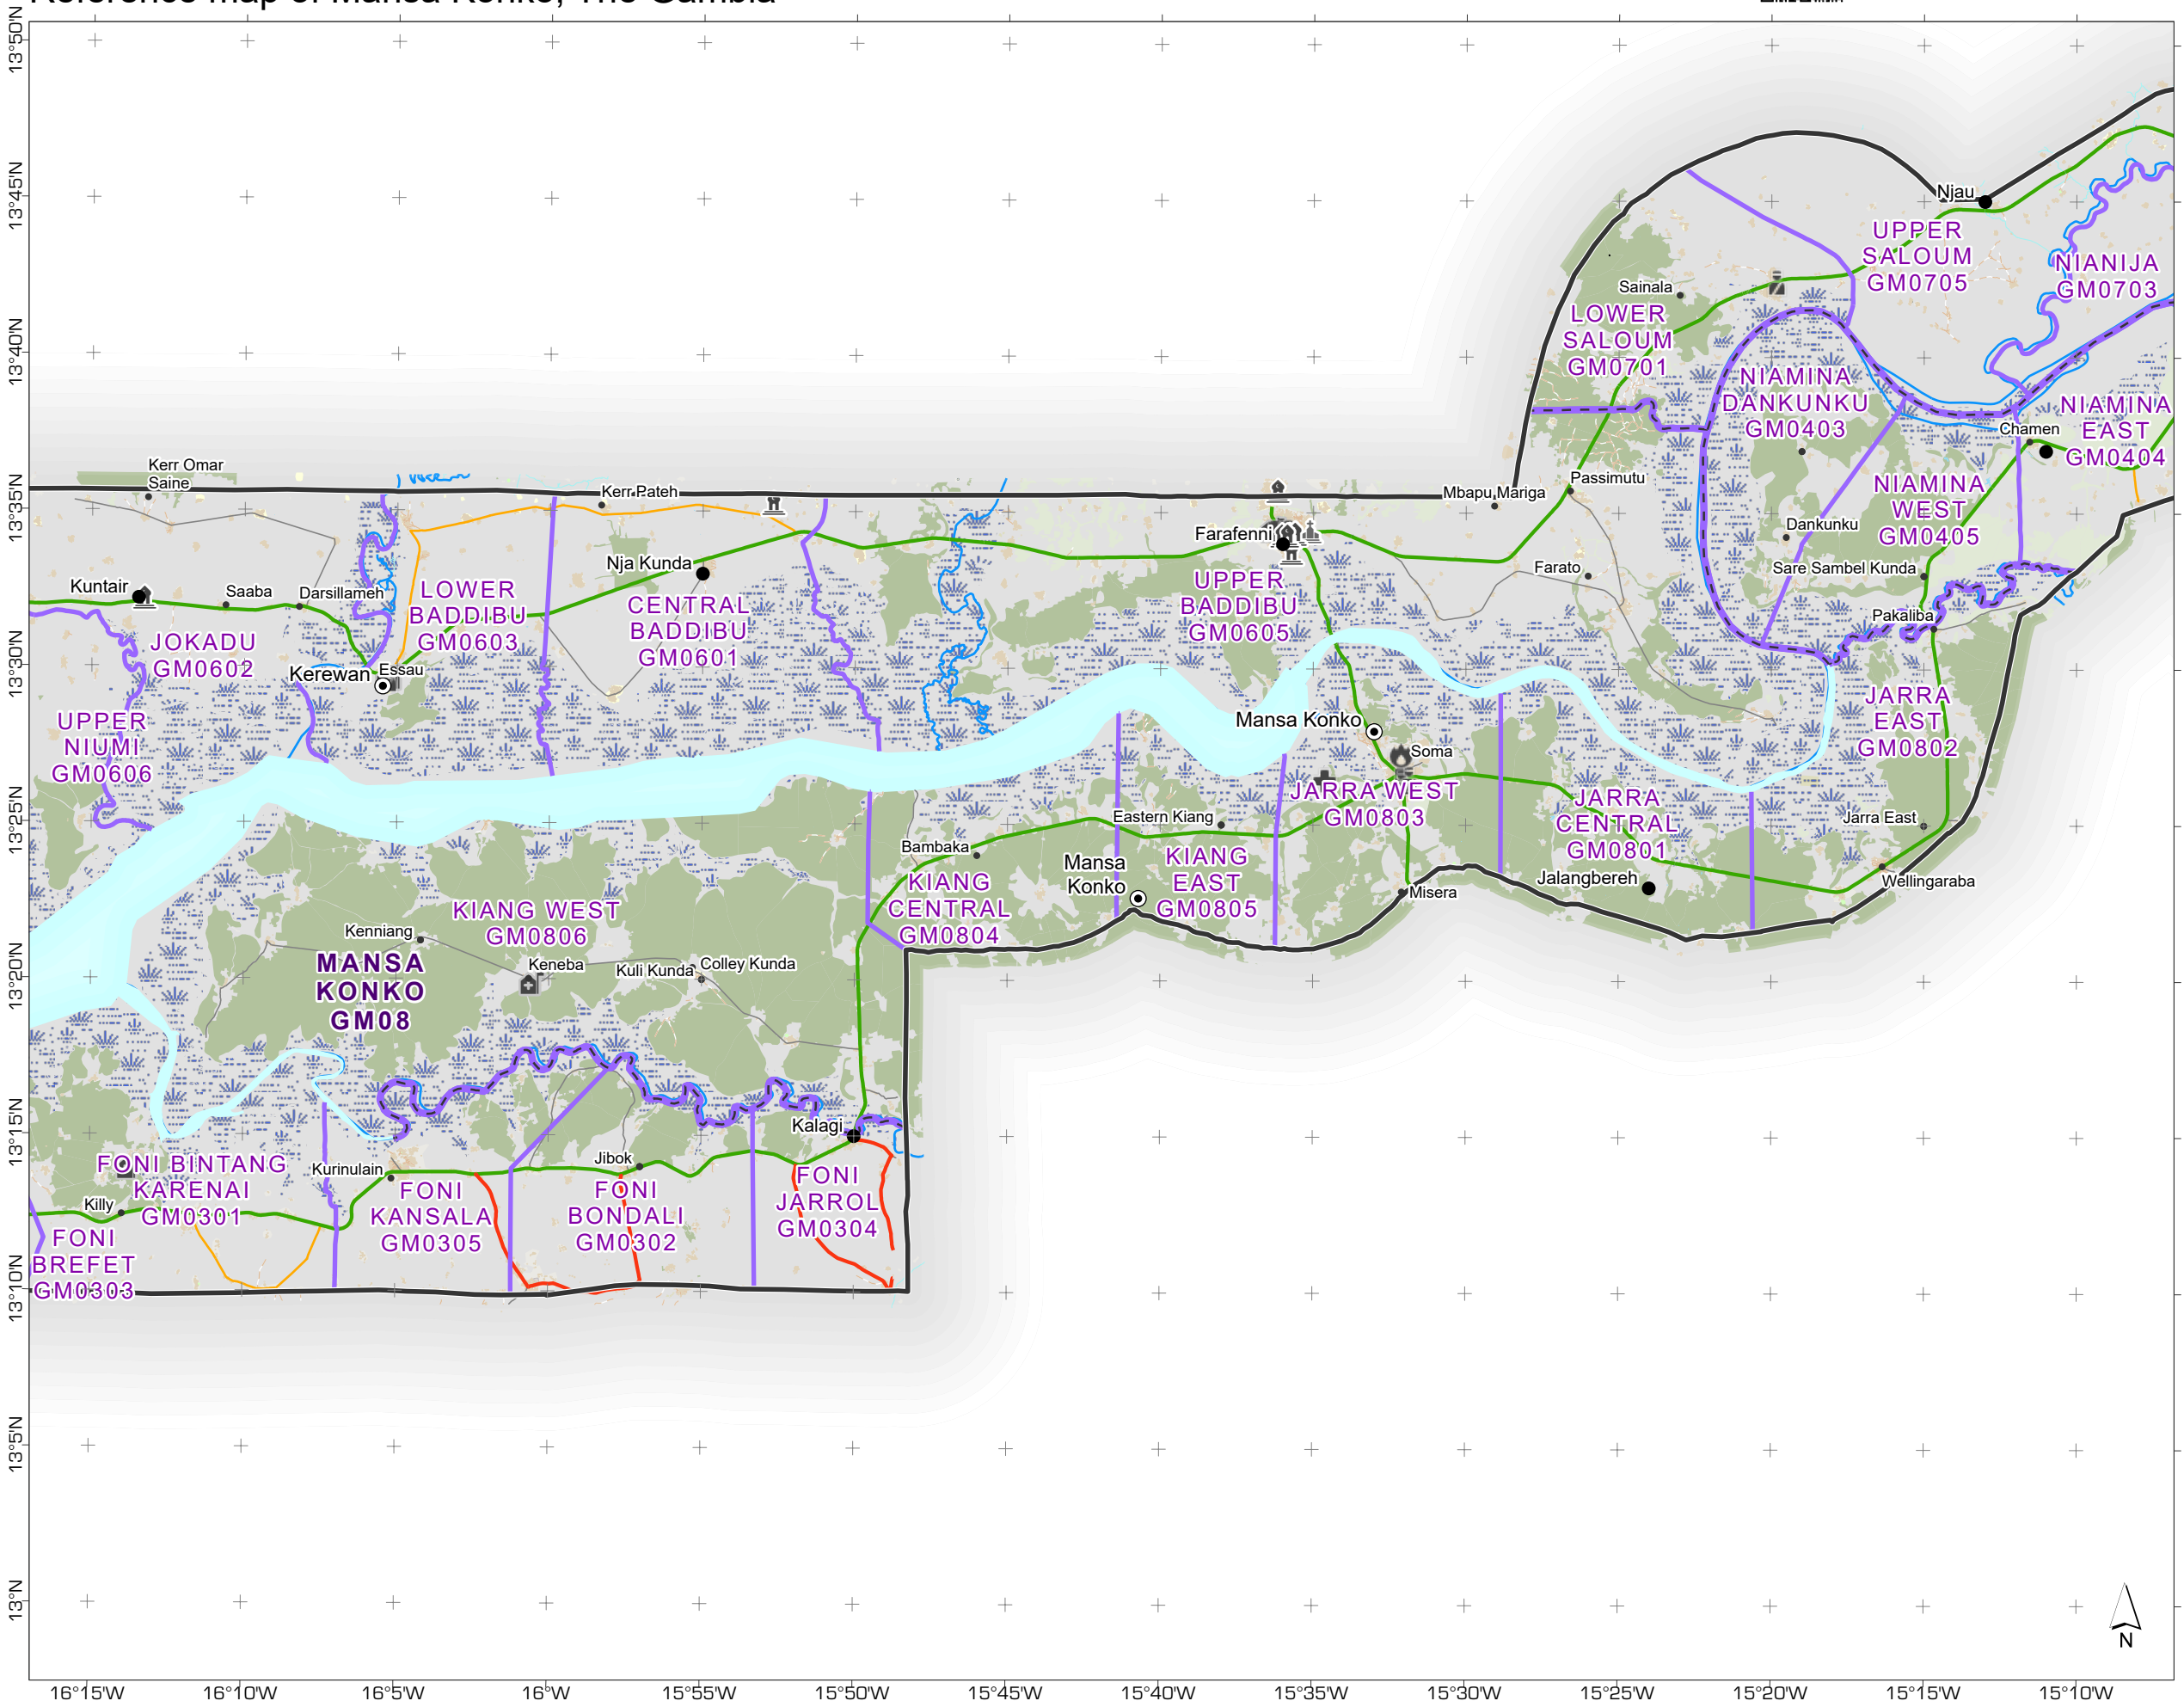 Reference map of Mansa Konko, The Gambia
13°50'N
13°45'N
13°40'N
13°35'N
13°30'N
13°25'N
13°20'N
13°15'N
13°10'N
13°5'N
13°N
Njau
UPPER
SALOUM
GM0705
NIANIJA
GM0703
Sainala
LOWER
SALOUM
GM0701
NIAMINA
DANKUNKU
GM0403
NIAMINA
EAST
GM0404
Chamen
Kerr Omar
Saine
Kerr Pateh
Mbapu Mariga
Passimutu
NIAMINA
WEST
GM0405
Dankunku
Farafenni
Nja Kunda
Farato
Sare Sambel Kunda
Kuntair
Saaba
Darsillameh
LOWER
BADDIBU
GM0603
CENTRAL
BADDIBU
GM0601
UPPER
BADDIBU
GM0605
Pakaliba
JOKADU
GM0602
Kerewan
Essau
JARRA
EAST
GM0802
UPPER
NIUMI
GM0606
Mansa Konko
Soma
JARRA WEST
GM0803
JARRA
CENTRAL
GM0801
Eastern Kiang
Jarra East
Bambaka
Mansa
Konko
KIANG
EAST
GM0805
Jalangbereh
Wellingaraba
Misera
KIANG
CENTRAL
GM0804
KIANG WEST
GM0806
Kenniang
MANSA
KONKO
GM08
Keneba
Kuli Kunda
Colley Kunda
Kalagi
FONI BINTANG
KARENAI
GM0301
Kurinulain
Jibok
FONI
KANSALA
GM0305
FONI
BONDALI
GM0302
FONI
JARROL
GM0304
Killy
FONI
BREFET
GM0303
N
16°15'W
16°10'W
16°5'W
16°W
15°55'W
15°50'W
15°45'W
15°40'W
15°35'W
15°30'W
15°25'W
15°20'W
15°15'W
15°10'W